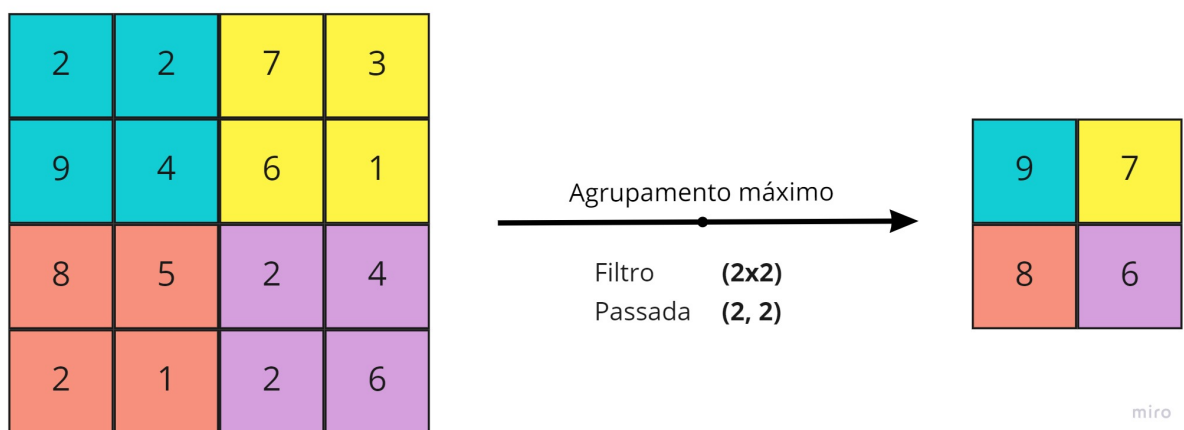 2 2 7 3
9 4 6 1
8 5 2 4
2 1 2 6
Agrupamento máximo
Filtro (2x2)
Passada (2, 2)
9 7
8 6
miro